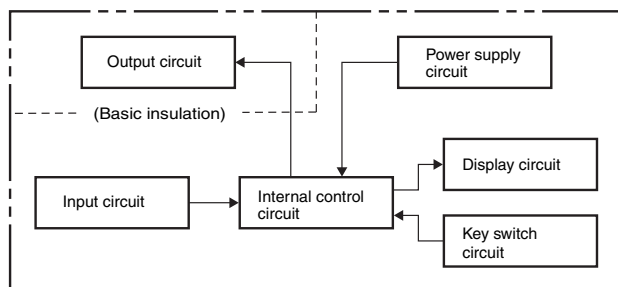 Output circuit
Power supply
circuit
(Basic insulation)
Display circuit
Input circuit
Internal control
circuit
Key switch
circuit